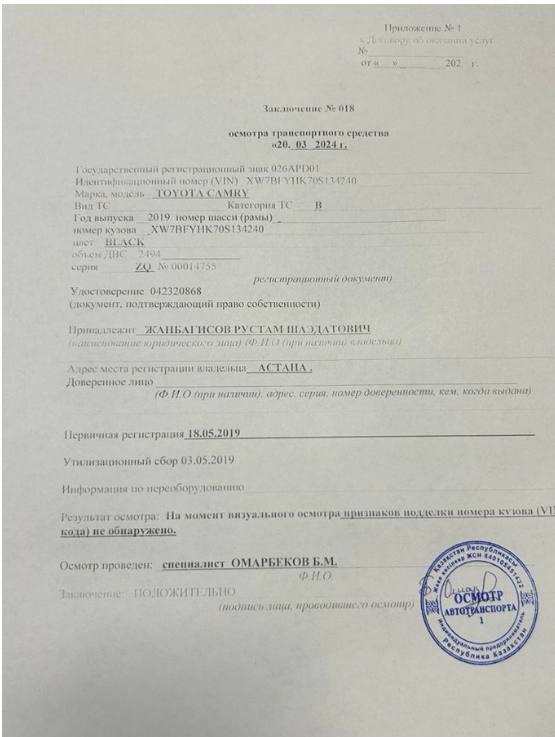 Приложение № 1
к Договору об оказании услуг
№
от « » 202 г.
Заключение № 018
осмотра транспортного средства
«20. 03 2024 г.
Государственный регистрационный знак 026APD01
Идентификационный номер (VIN) XW7BFYHK70S134240
Марка, модель TOYOTA CAMRY
Вид ТС Категория ТС B
Год выпуска 2019 номер шасси (рамы) -
номер кузова XW7BFYHK70S134240
цвет BLACK
объем ДВС 2494
серия ZQ № 00014755
регистрационный документ)
Удостоверение 042320868
(документ, подтверждающий право собственности)
Принадлежит ЖАНБАГИСОВ РУСТАМ ШАЭДАТОВИЧ
(наименование юридического лица) (Ф.И.О (при наличии) владельца)
Адрес места регистрации владельца АСТАНА .
Доверенное лицо
(Ф.И.О (при наличии), адрес, серия, номер доверенности, кем, когда выдана)
Первичная регистрация 18.05.2019
Утилизационный сбор 03.05.2019
Информация по переоборудованию
Результат осмотра: На момент визуального осмотра признаков подделки номера кузова (VIN
кода) не обнаружено.
Осмотр проведен: специалист ОМАРБЕКОВ Б.М.
Ф.И.О.
Заключение: ПОЛОЖИТЕЛЬНО
(подпись лица, проводившего осмотр)
Қазақстан Республикасы
ОСМОТР
АВТОТРАНСПОРТА
1
Индивидуальный предприниматель
Республика Казахстан